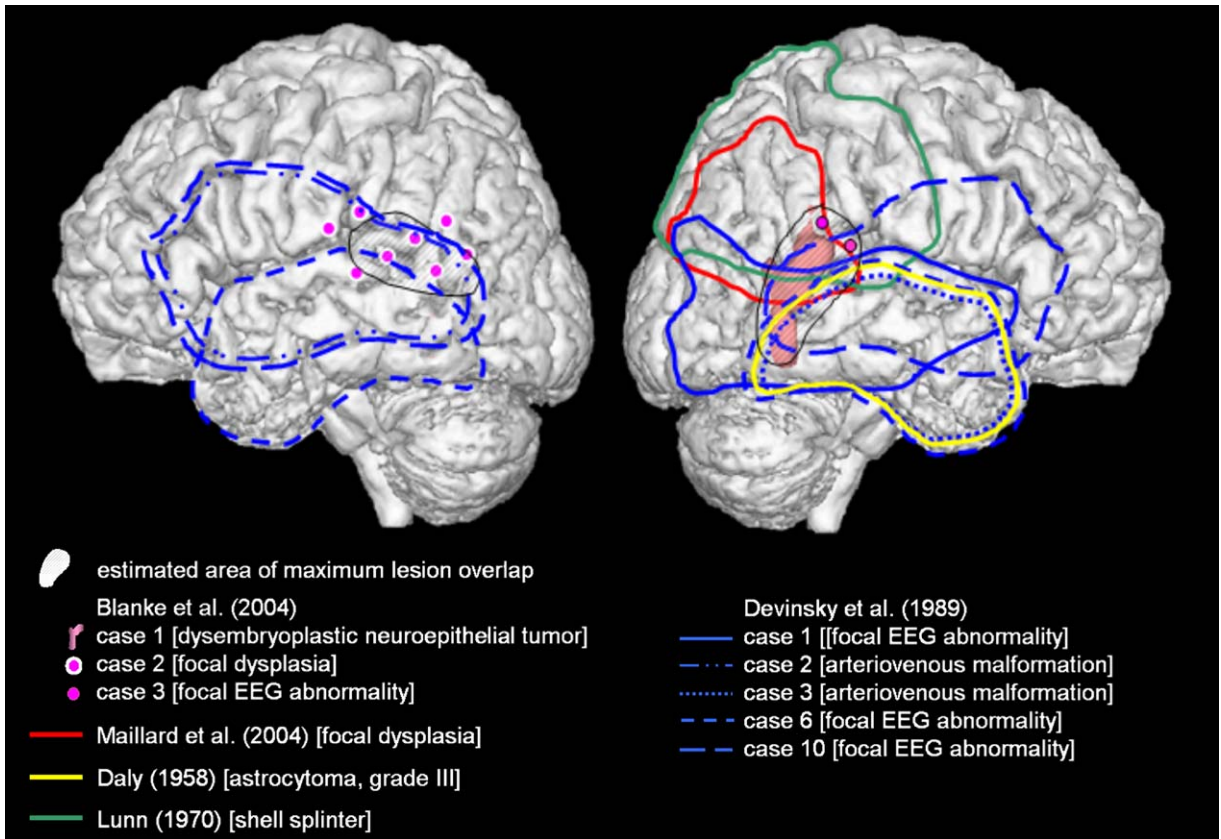 estimated area of maximum lesion overlap
Blanke et al. (2004)
case 1 [dysembryoplastic neuroepithelial tumor]
case 2 [focal dysplasia]
case 3 [focal EEG abnormality]
Maillard et al. (2004) [focal dysplasia]
Daly (1958) [astrocytoma, grade III]
Lunn (1970) [shell splinter]
Devinsky et al. (1989)
case 1 [[focal EEG abnormality]
case 2 [arteriovenous malformation]
case 3 [arteriovenous malformation]
case 6 [focal EEG abnormality]
case 10 [focal EEG abnormality]